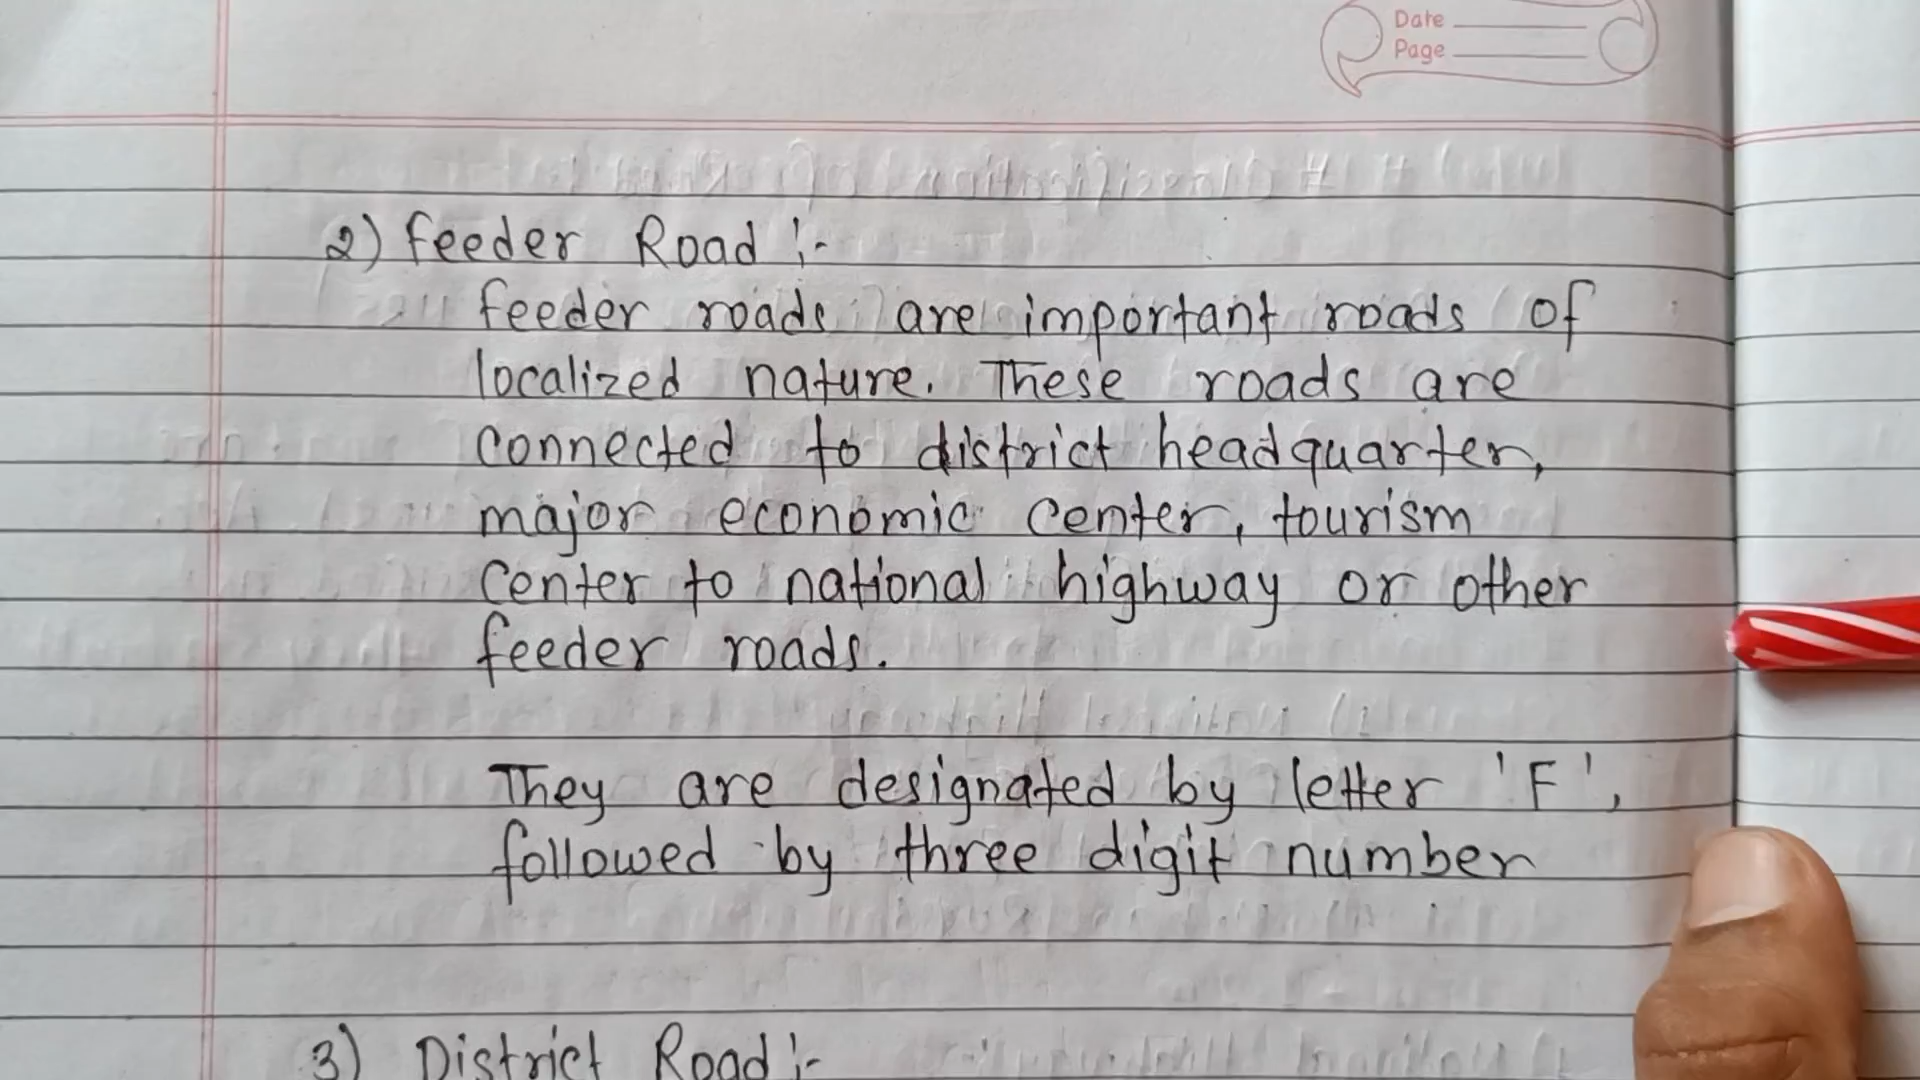 Date
Page
2) Feeder Road :-
feeder roads are important roads of
localized nature. These roads are
connected to district headquarter,
major economic center, tourism
center to national highway or other
feeder roads.
They are designated by letter 'F',
followed by three digit number
3) District Road :-